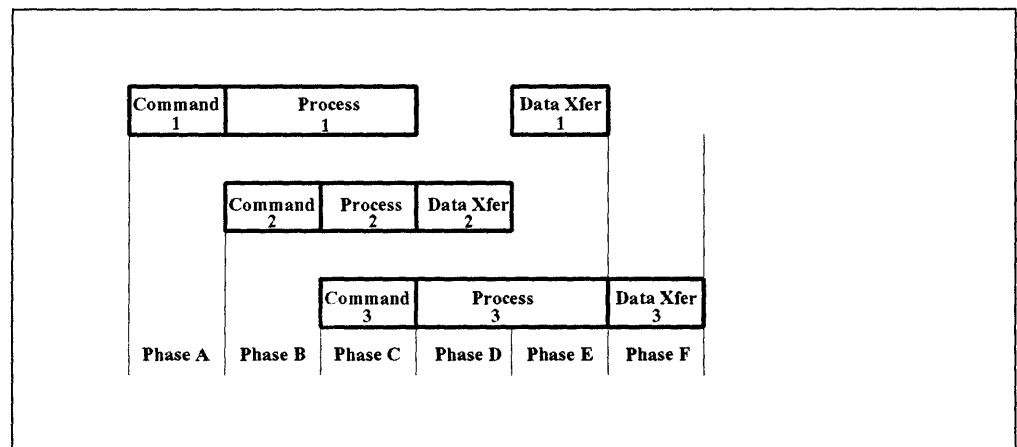 Command Process Data Xfer
1 1 1
Command Process Data Xfer
2 2 2
Command Process Data Xfer
3 3 3
Phase A Phase B Phase C Phase D Phase E Phase F